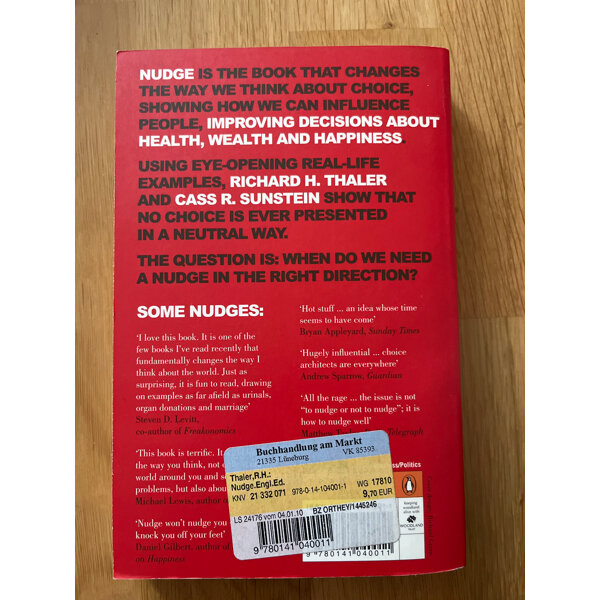 NUDGE IS THE BOOK THAT CHANGES
THE WAY WE THINK ABOUT CHOICE,
SHOWING HOW WE CAN INFLUENCE
PEOPLE, IMPROVING DECISIONS ABOUT
HEALTH, WEALTH AND HAPPINESS.
USING EYE-OPENING REAL-LIFE
EXAMPLES, RICHARD H. THALER
AND CASS R. SUNSTEIN SHOW THAT
NO CHOICE IS EVER PRESENTED
IN A NEUTRAL WAY.
THE QUESTION IS: WHEN DO WE NEED
A NUDGE IN THE RIGHT DIRECTION?
SOME NUDGES:
‘I love this book. It is one of the
few books I’ve read recently that
fundamentally changes the way I
think about the world. Just as
surprising, it is fun to read, drawing
on examples as far afield as urinals,
organ donations and marriage’
Steven D. Levitt,
co-author of Freakonomics
‘This book is terrific. It
the way you think, not
world around you and s
problems, but also abou
Michael Lewis, author o
‘Nudge won’t nudge you
knock you off your feet’
Daniel Gilbert, author of
on Happiness
‘Hot stuff ... an idea whose time
seems to have come’
Bryan Appleyard, Sunday Times
‘Hugely influential ... choice
architects are everywhere’
Andrew Sparrow, Guardian
‘All the rage ... the issue is not
“to nudge or not to nudge”; it is
how to nudge well’
Telegraph
ss/Politics
Buchhandlung am Markt
21335 Lüneburg VK 85393
Thaler,R.H.:
Nudge.Engl.Ed.
KNV 21 332 071 978-0-14-104001-1 WG 17810
9,70 EUR
LS 24176 vom 04.01.10 BZ ORTHEY/1445246
9 780141 040011
9 780141 040011
WOODLAND
TRUST